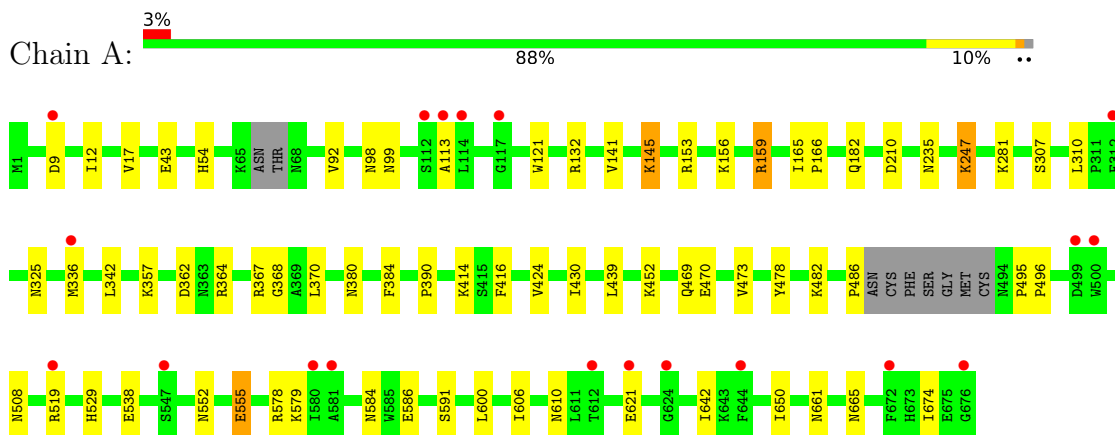 3%
Chain A:
88% 10% ••
M1 D9 I12 V17 E43 H54 K65 ASN THR N68 V92 N98 N99 S112 A113 L114 G117 W121 R132 V141 K145 R153 K156 R159 I165 P166 Q182 D210 N235 K247 K281 S307 L310 P311 E312
N325 M336 L342 K357 D362 N363 R364 R367 G368 A369 L370 N380 F384 P390 K414 S415 F416 V424 I430 L439 K452 Q469 E470 V473 Y478 K482 P486 ASN CYS PHE SER GLY MET CYS N494 P495 P496 D499 W500
N508 R519 H529 E538 S547 N552 E555 R578 K579 I580 A581 N584 W585 E586 S591 L600 I606 N610 L611 T612 E621 G624 I642 K643 F644 I650 N661 N665 F672 H673 I674 E675 G676